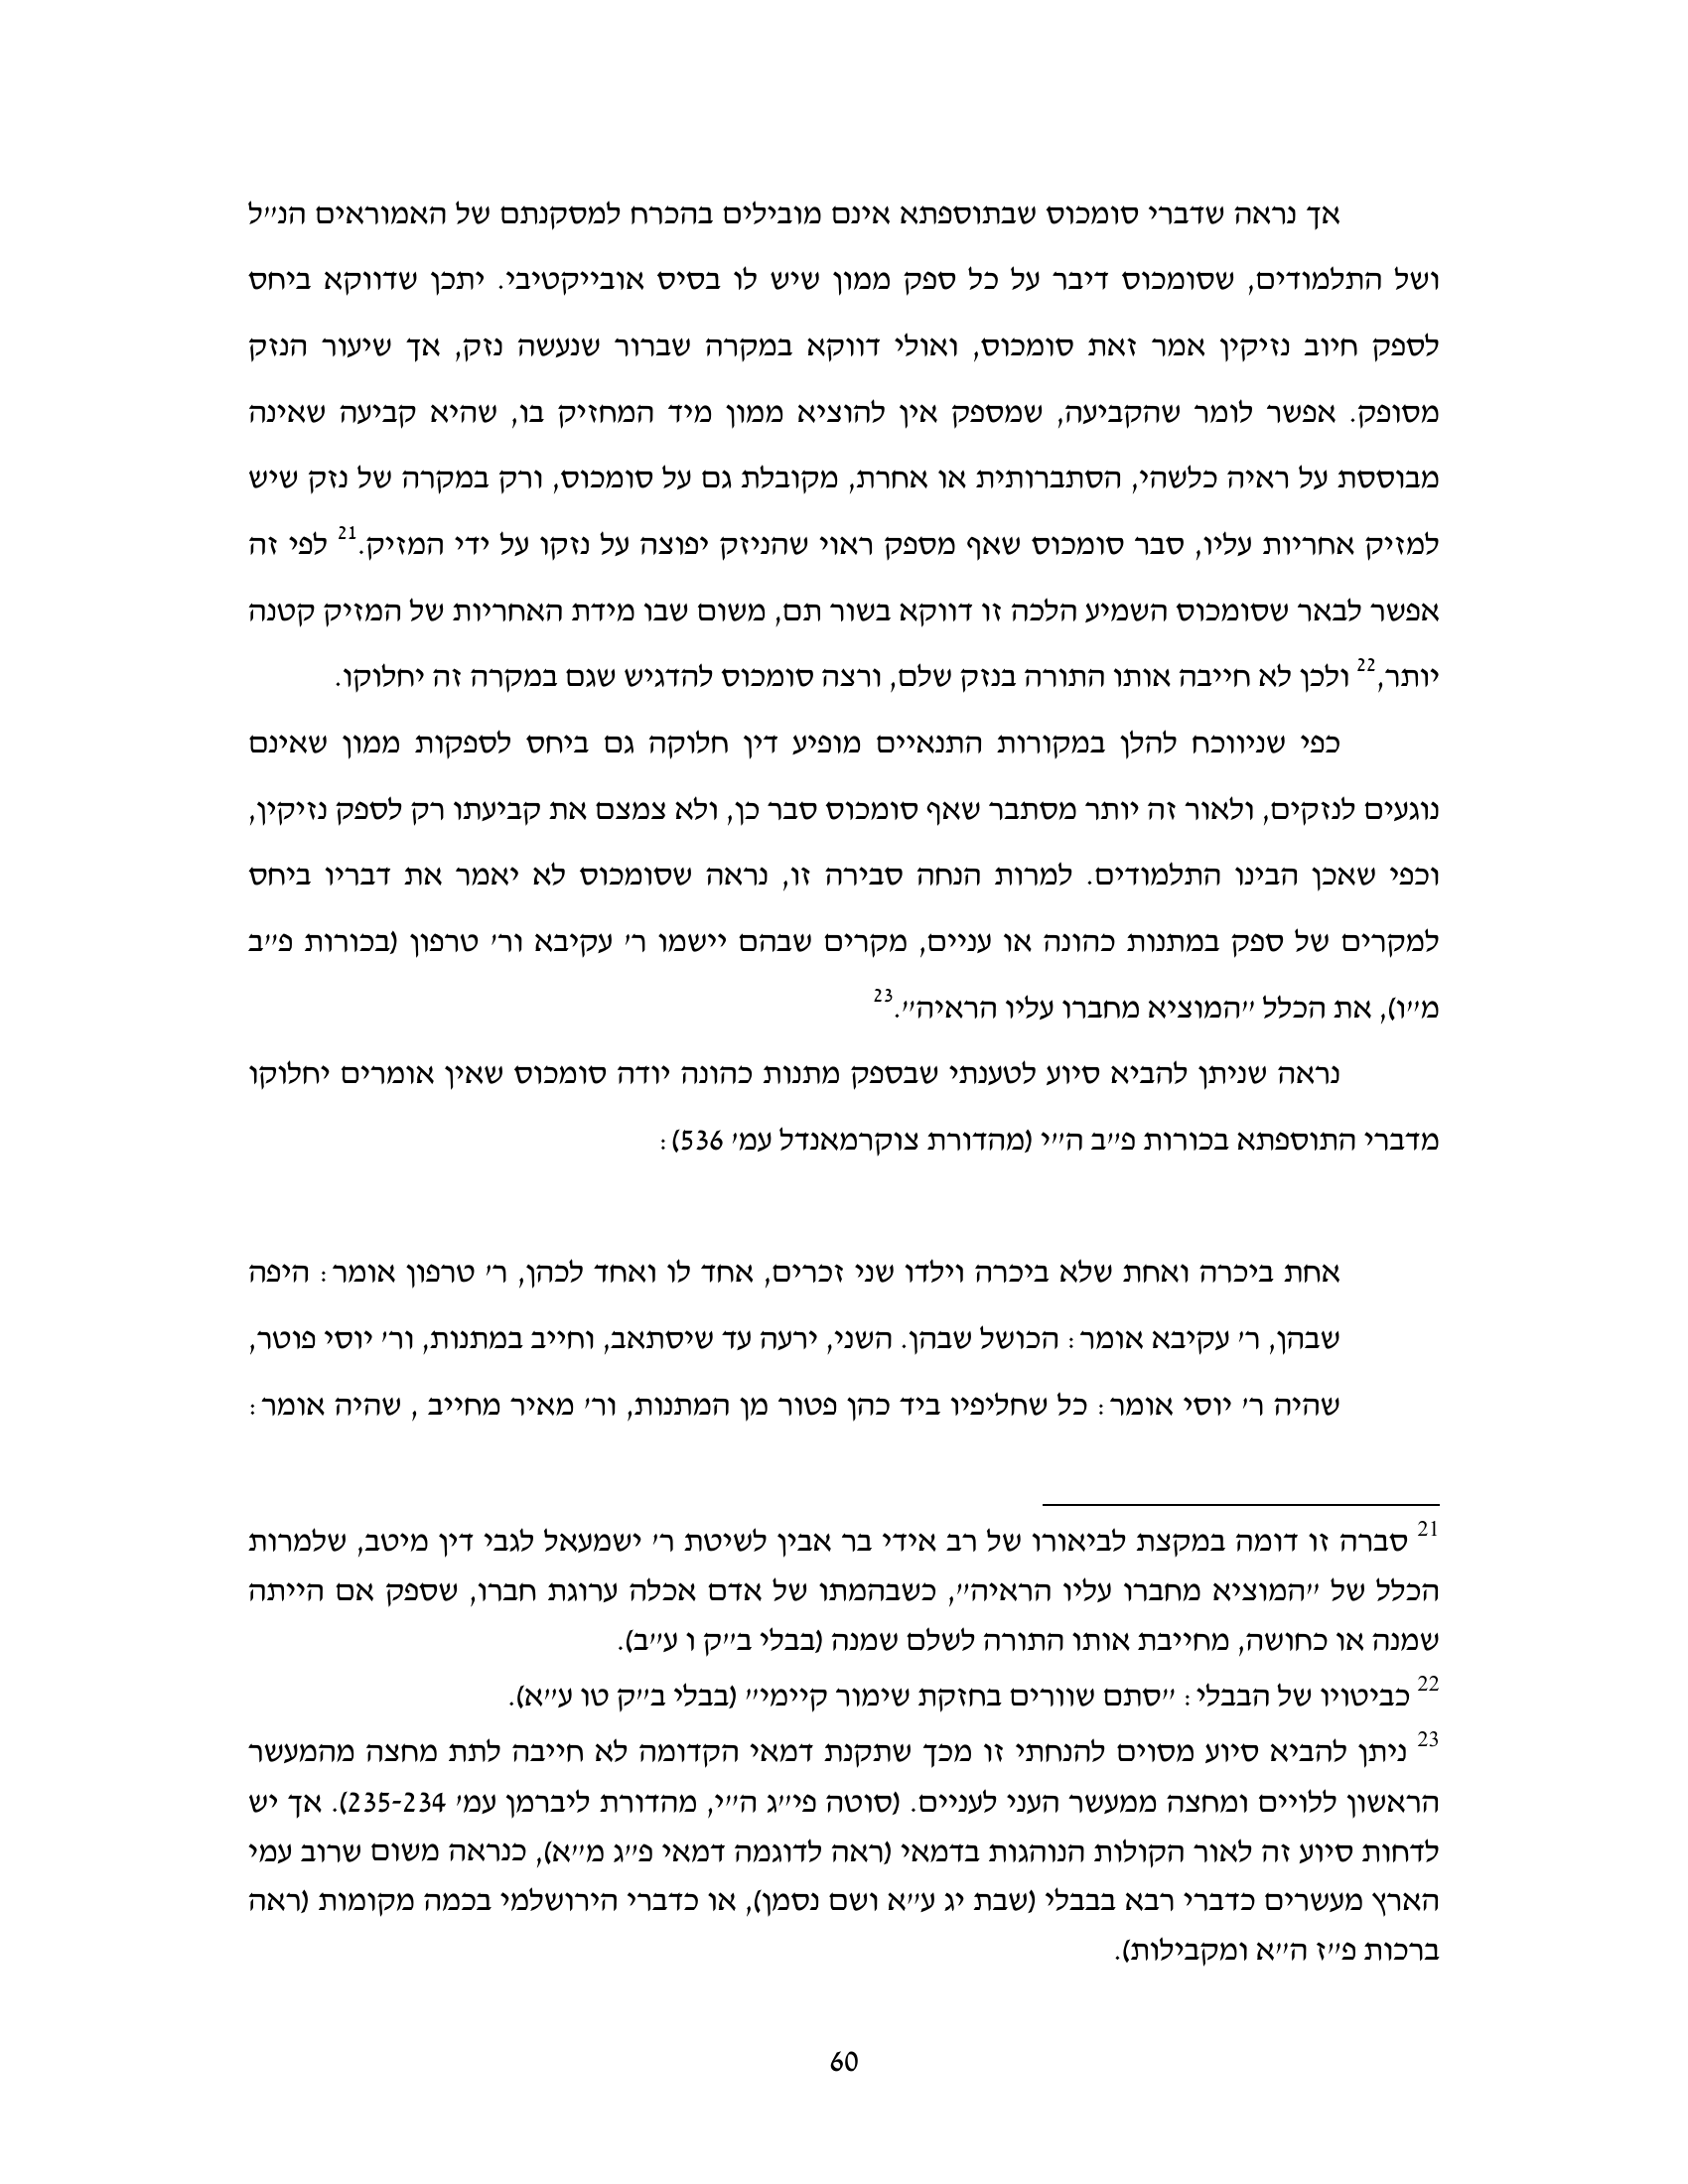 אך נראה שדברי סומכוס שבתוספתא אינם מובילים בהכרח למסקנתם של האמוראים הנ"ל
ושל התלמודים, שסומכוס דיבר על כל ספק ממון שיש לו בסיס אובייקטיבי. יתכן שדווקא ביחס
לספק חיוב נזיקין אמר זאת סומכוס, ואולי דווקא במקרה שברור שנעשה נזק, אך שיעור הנזק
מסופק. אפשר לומר שהקביעה, שמספק אין להוציא ממון מיד המחזיק בו, שהיא קביעה שאינה
מבוססת על ראיה כלשהי, הסתברותית או אחרת, מקובלת גם על סומכוס, ורק במקרה של נזק שיש
למזיק אחריות עליו, סבר סומכוס שאף מספק ראוי שהניזק יפוצה על נזקו על ידי המזיק.21 לפי זה
אפשר לבאר שסומכוס השמיע הלכה זו דווקא בשור תם, משום שבו מידת האחריות של המזיק קטנה
יותר,22 ולכן לא חייבה אותו התורה בנזק שלם, ורצה סומכוס להדגיש שגם במקרה זה יחלוקו.
כפי שניווכח להלן במקורות התנאיים מופיע דין חלוקה גם ביחס לספקות ממון שאינם
נוגעים לנזקים, ולאור זה יותר מסתבר שאף סומכוס סבר כן, ולא צמצם את קביעתו רק לספק נזיקין,
וכפי שאכן הבינו התלמודים. למרות הנחה סבירה זו, נראה שסומכוס לא יאמר את דבריו ביחס
למקרים של ספק במתנות כהונה או עניים, מקרים שבהם יישמו ר' עקיבא ור' טרפון (בכורות פ"ב
מ"ו), את הכלל "המוציא מחברו עליו הראיה".23
נראה שניתן להביא סיוע לטענתי שבספק מתנות כהונה יודה סומכוס שאין אומרים יחלוקו
מדברי התוספתא בכורות פ"ב ה"י (מהדורת צוקרמאנדל עמ' 536):
אחת ביכרה ואחת שלא ביכרה וילדו שני זכרים, אחד לו ואחד לכהן, ר' טרפון אומר: היפה
שבהן, ר' עקיבא אומר: הכושל שבהן. השני, ירעה עד שיסתאב, וחייב במתנות, ור' יוסי פוטר,
שהיה ר' יוסי אומר: כל שחליפיו ביד כהן פטור מן המתנות, ור' מאיר מחייב , שהיה אומר:
21 סברה זו דומה במקצת לביאורו של רב אידי בר אבין לשיטת ר' ישמעאל לגבי דין מיטב, שלמרות
הכלל של "המוציא מחברו עליו הראיה", כשבהמתו של אדם אכלה ערוגת חברו, שספק אם הייתה
שמנה או כחושה, מחייבת אותו התורה לשלם שמנה (בבלי ב"ק ו ע"ב).
22 כביטויו של הבבלי: "סתם שוורים בחזקת שימור קיימי" (בבלי ב"ק טו ע"א).
23 ניתן להביא סיוע מסוים להנחתי זו מכך שתקנת דמאי הקדומה לא חייבה לתת מחצה מהמעשר
הראשון ללויים ומחצה ממעשר העני לעניים. (סוטה פי"ג ה"י, מהדורת ליברמן עמ' 235-234). אך יש
לדחות סיוע זה לאור הקולות הנוהגות בדמאי (ראה לדוגמה דמאי פ"ג מ"א), כנראה משום שרוב עמי
הארץ מעשרים כדברי רבא בבבלי (שבת יג ע"א ושם נסמן), או כדברי הירושלמי בכמה מקומות (ראה
ברכות פ"ז ה"א ומקבילות).
60